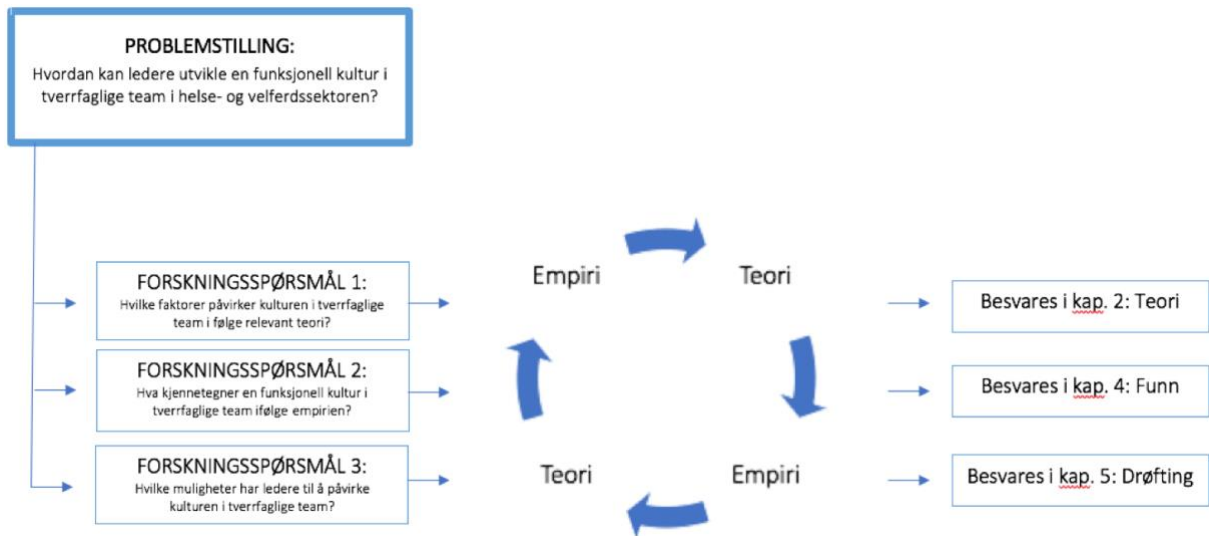 PROBLEMSTILLING:
Hvordan kan ledere utvikle en funksjonell kultur i
tverrfaglige team i helse- og velferdssektoren?
FORSKNINGSSPØRSMÅL 1:
Hvilke faktorer påvirker kulturen i tverrfaglige
team i følge relevant teori?
FORSKNINGSSPØRSMÅL 2:
Hva kjennetegner en funksjonell kultur i
tverrfaglige team ifølge empirien?
FORSKNINGSSPØRSMÅL 3:
Hvilke muligheter har ledere til å påvirke
kulturen i tverrfaglige team?
Empiri
Teori
Teori
Empiri
Besvares i kap. 2: Teori
Besvares i kap. 4: Funn
Besvares i kap. 5: Drøfting